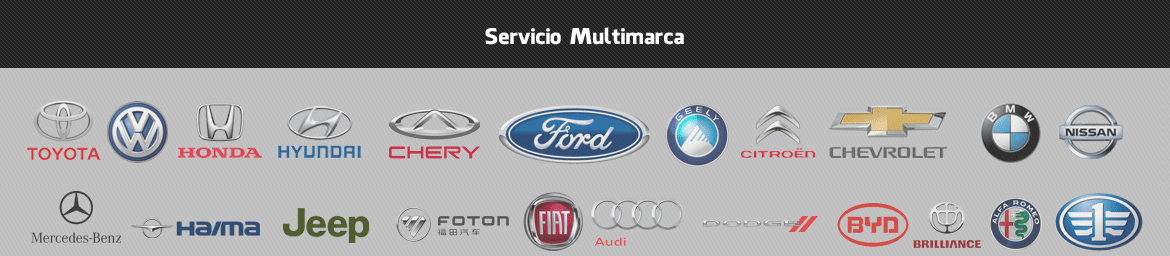 Servicio Multimarca
TOYOTA
HONDA
HYUNDAI
CHERY
Ford
GEELY
CITROËN
CHEVROLET
BMW
NISSAN
Mercedes-Benz
Haima
Jeep
FOTON
福田汽车
FIAT
Audi
DODGE
BYD
BRILLIANCE
ALFA ROMEO
1